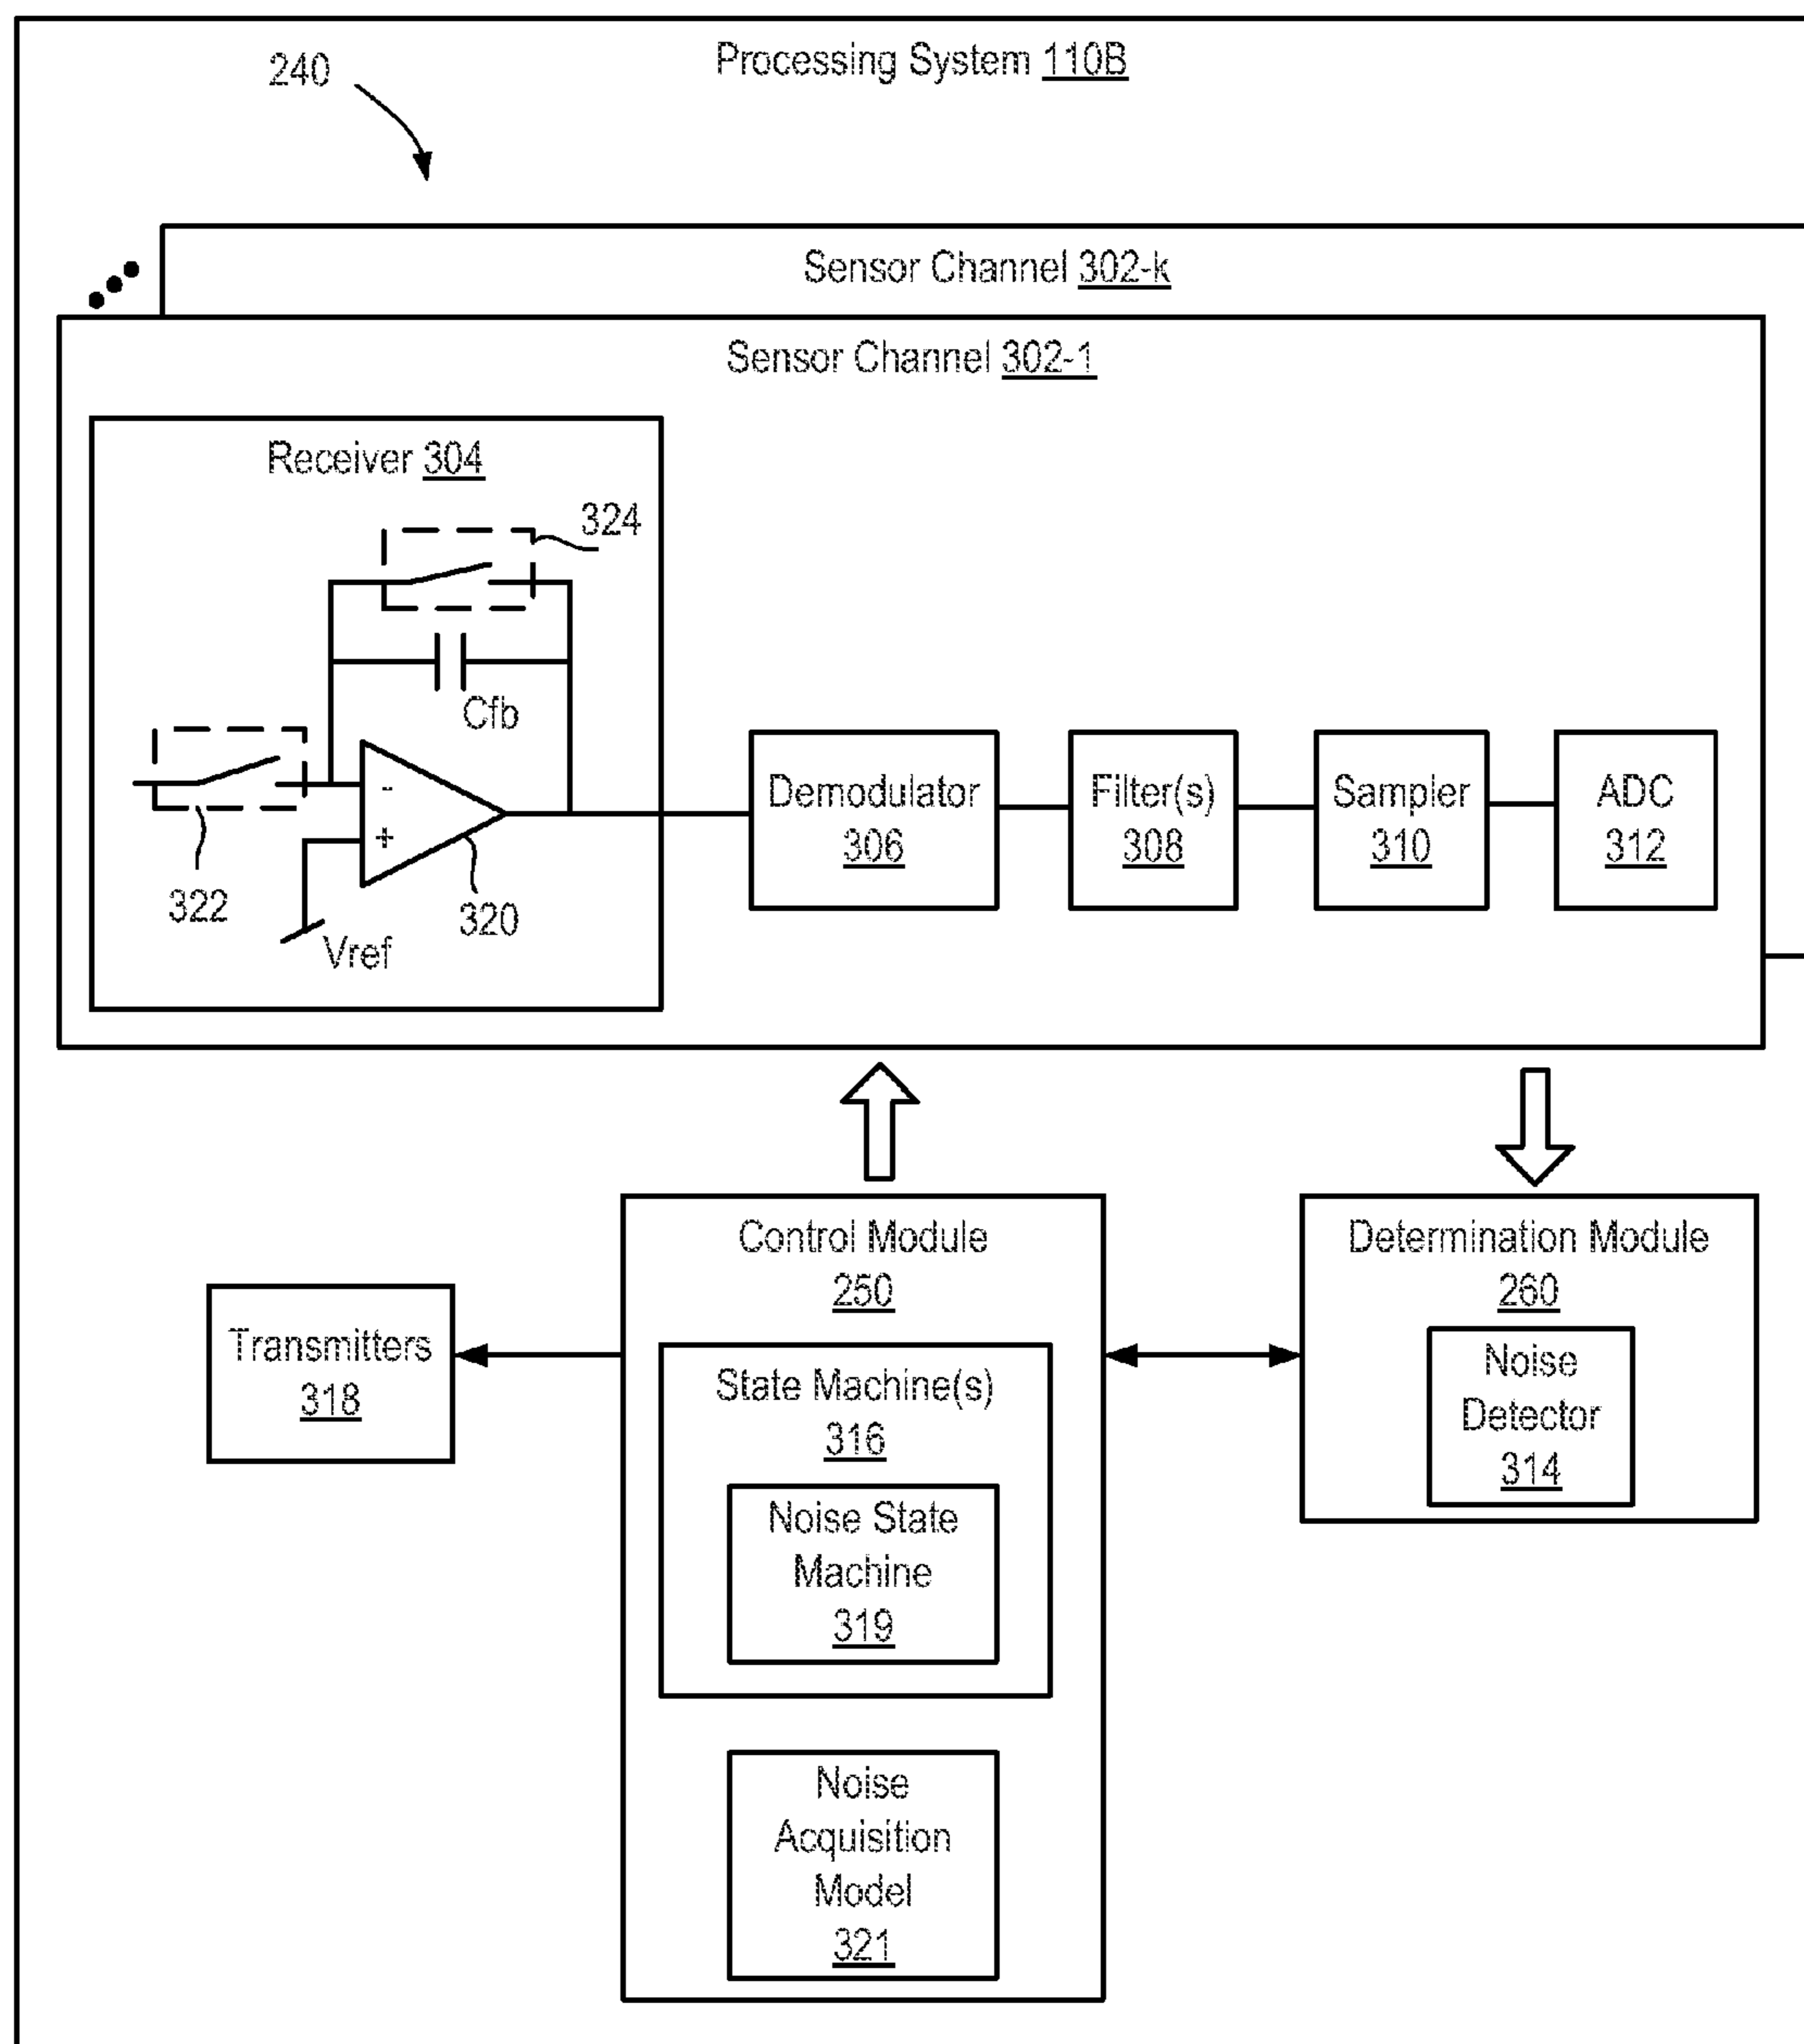 Processing System 110B
240
Sensor Channel 302-k
Sensor Channel 302-1
Receiver 304
324
Cfb
-
+
322
320
Vref
Demodulator
306
Filter(s)
308
Sampler
310
ADC
312
Control Module
250
Determination Module
260
Transmitters
318
State Machine(s)
316
Noise
Detector
314
Noise State
Machine
319
Noise
Acquisition
Model
321